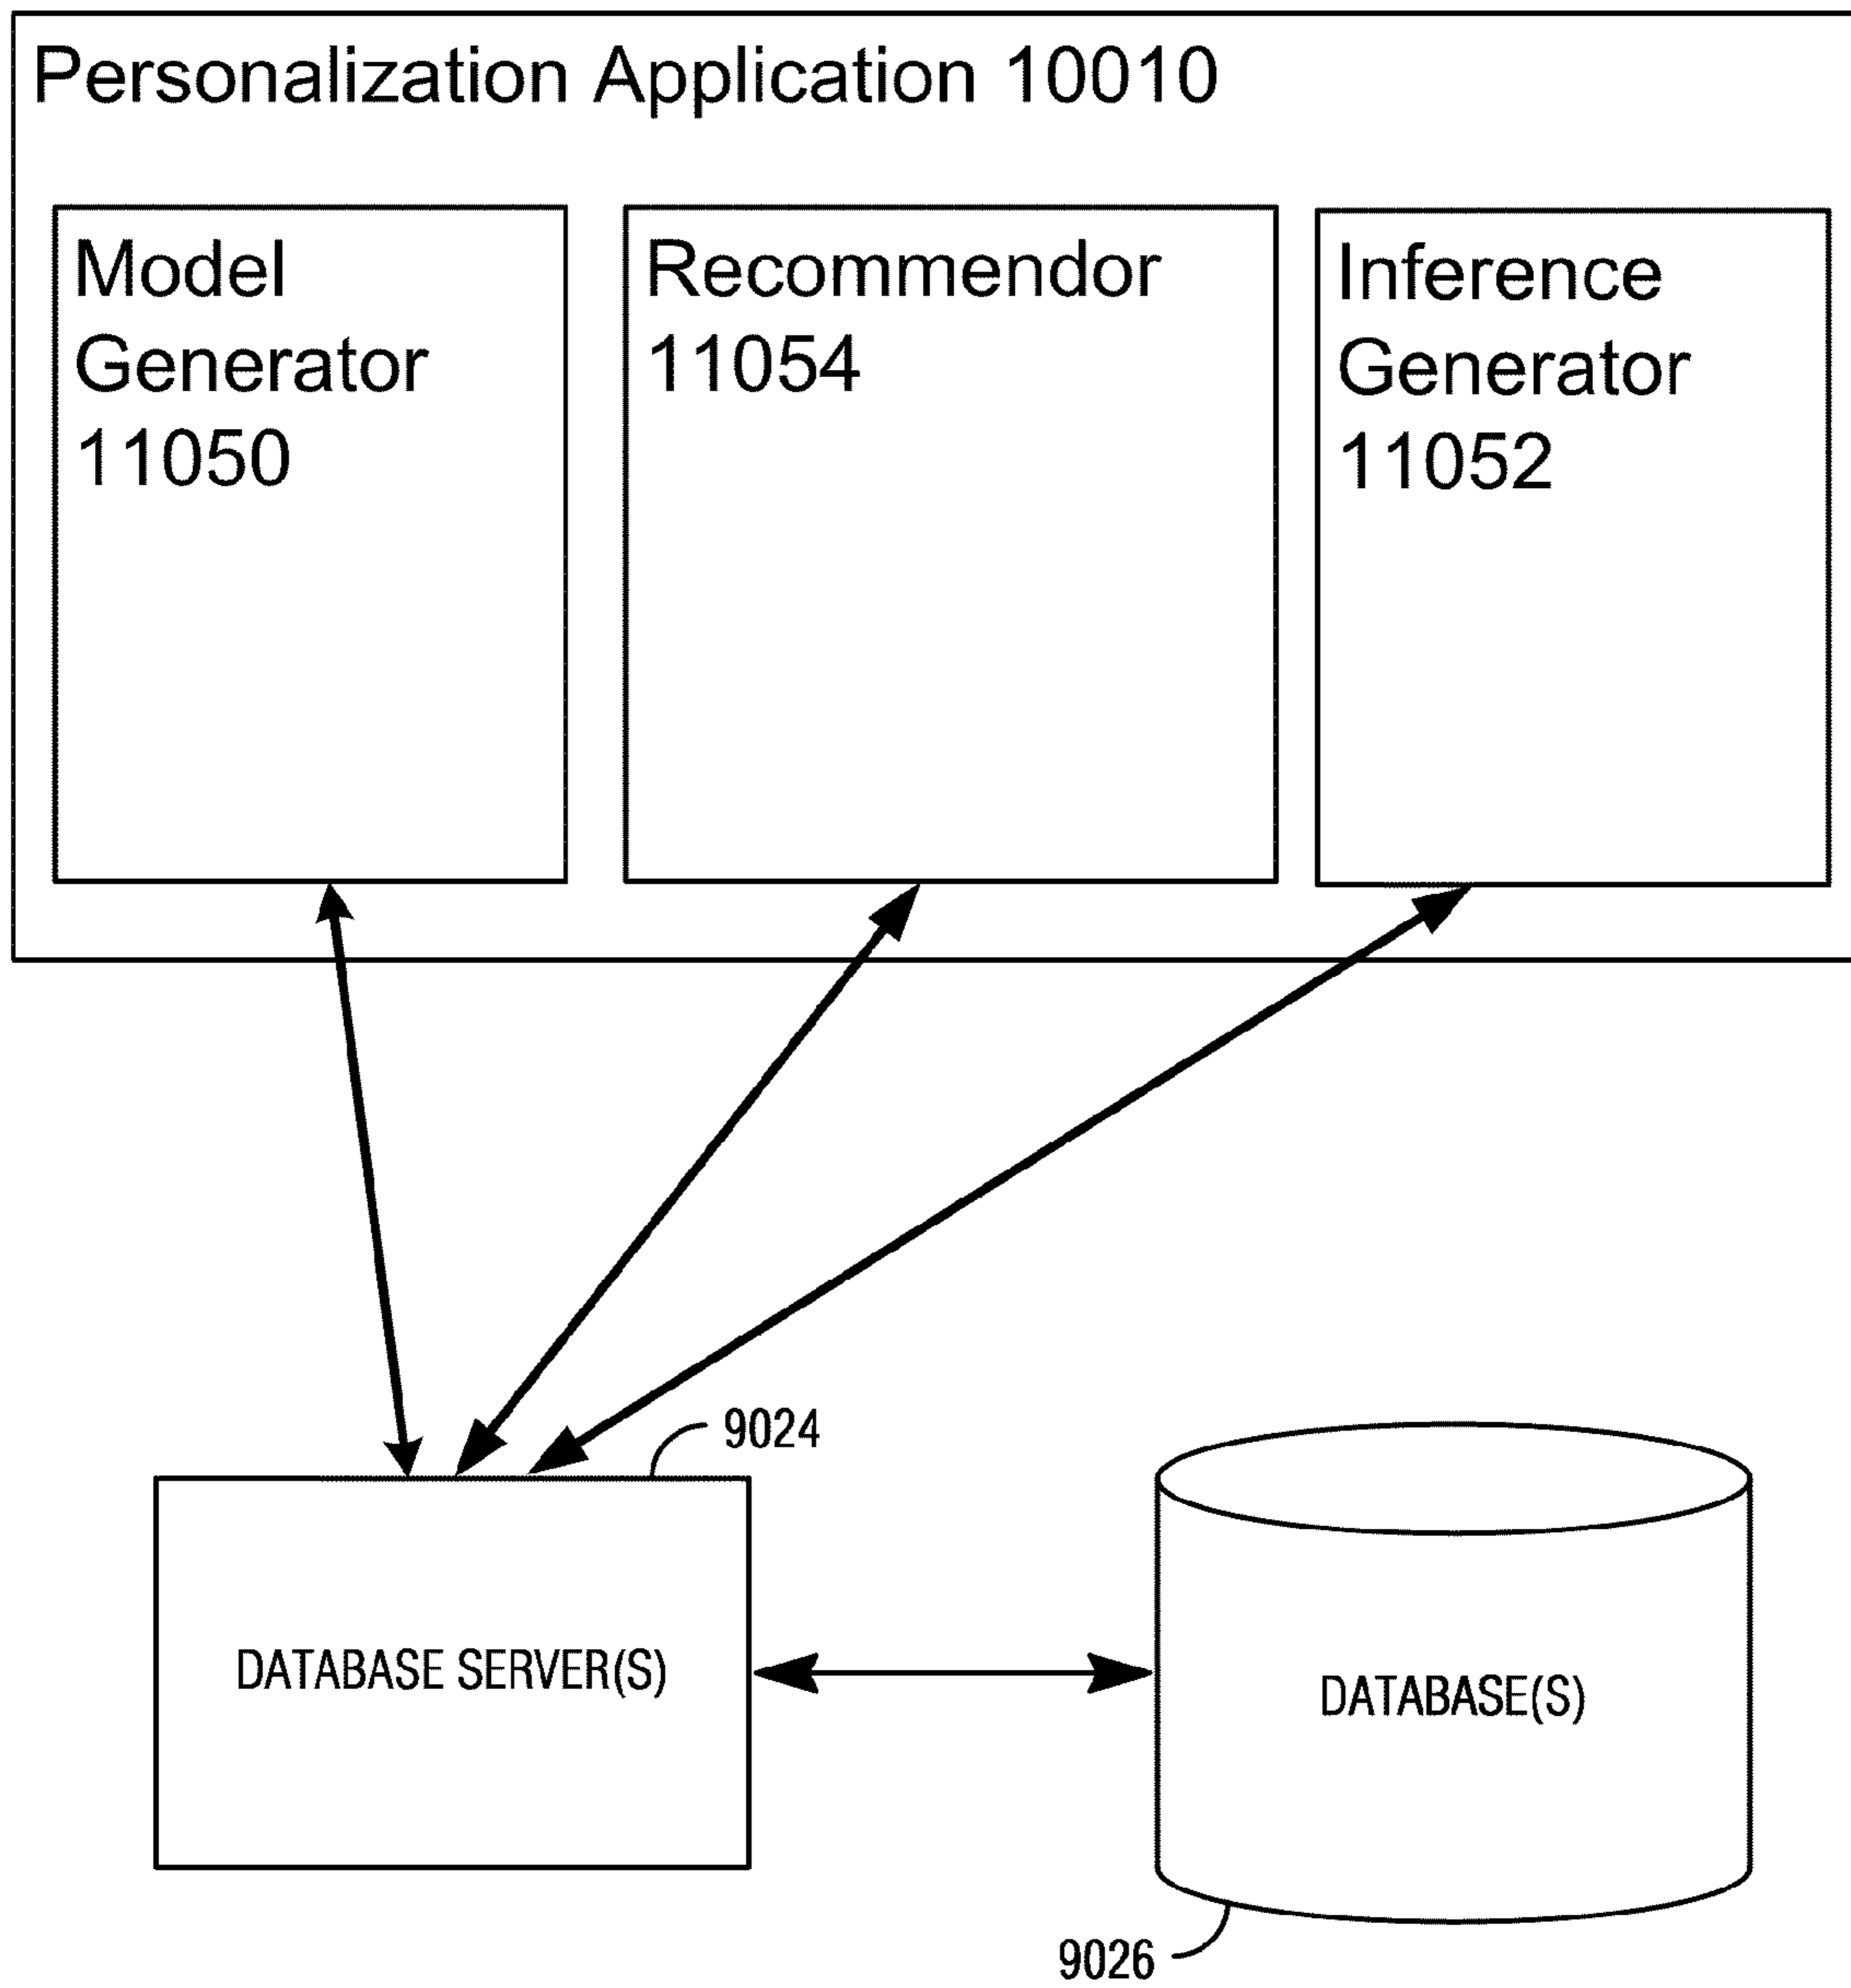 Personalization Application 10010
Model
Generator
11050
Recommendor
11054
Inference
Generator
11052
9024
DATABASE SERVER(S)
DATABASE(S)
9026